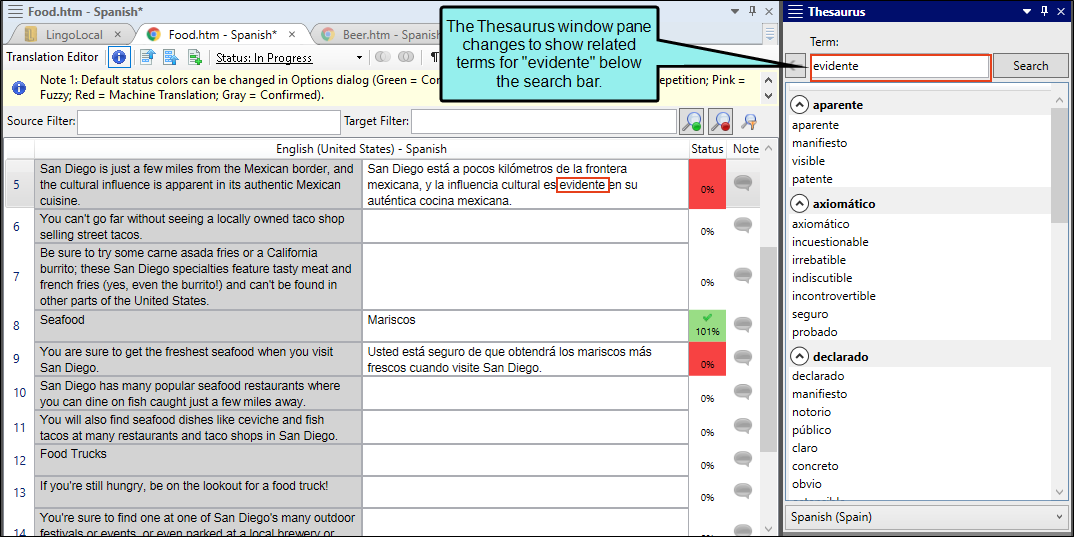 Food.htm - Spanish*
LingoLocal
Food.htm - Spanish*
Beer.htm - Spanish
The Thesaurus window pane
changes to show related
terms for "evidente" below
the search bar.
Translation Editor
Status: In Progress
Note 1: Default status colors can be changed in Options dialog (Green = Con
epetition; Pink =
Fuzzy; Red = Machine Translation; Gray = Confirmed).
Source Filter:
Target Filter:
English (United States) - Spanish
Status
Note
5
San Diego is just a few miles from the Mexican border, and
the cultural influence is apparent in its authentic Mexican
cuisine.
San Diego está a pocos kilómetros de la frontera
mexicana, y la influencia cultural es evidente en su
auténtica cocina mexicana.
0%
6
You can't go far without seeing a locally owned taco shop
selling street tacos.
0%
7
Be sure to try some carne asada fries or a California
burrito; these San Diego specialties feature tasty meat and
french fries (yes, even the burrito!) and can't be found in
other parts of the United States.
0%
8
Seafood
Mariscos
101%
9
You are sure to get the freshest seafood when you visit
San Diego.
Usted está seguro de que obtendrá los mariscos más
frescos cuando visite San Diego.
0%
10
San Diego has many popular seafood restaurants where
you can dine on fish caught just a few miles away.
0%
11
You will also find seafood dishes like ceviche and fish
tacos at many restaurants and taco shops in San Diego.
0%
12
Food Trucks
0%
13
If you're still hungry, be on the lookout for a food truck!
0%
14
You're sure to find one at one of San Diego's many outdoor
festivals or events, or even parked at a local brewery or
0%
Thesaurus
Term:
evidente
Search
aparente
aparente
manifiesto
visible
patente
axiomático
axiomático
incuestionable
irrebatible
indiscutible
incontrovertible
seguro
probado
declarado
declarado
manifiesto
notorio
público
claro
concreto
obvio
Spanish (Spain)